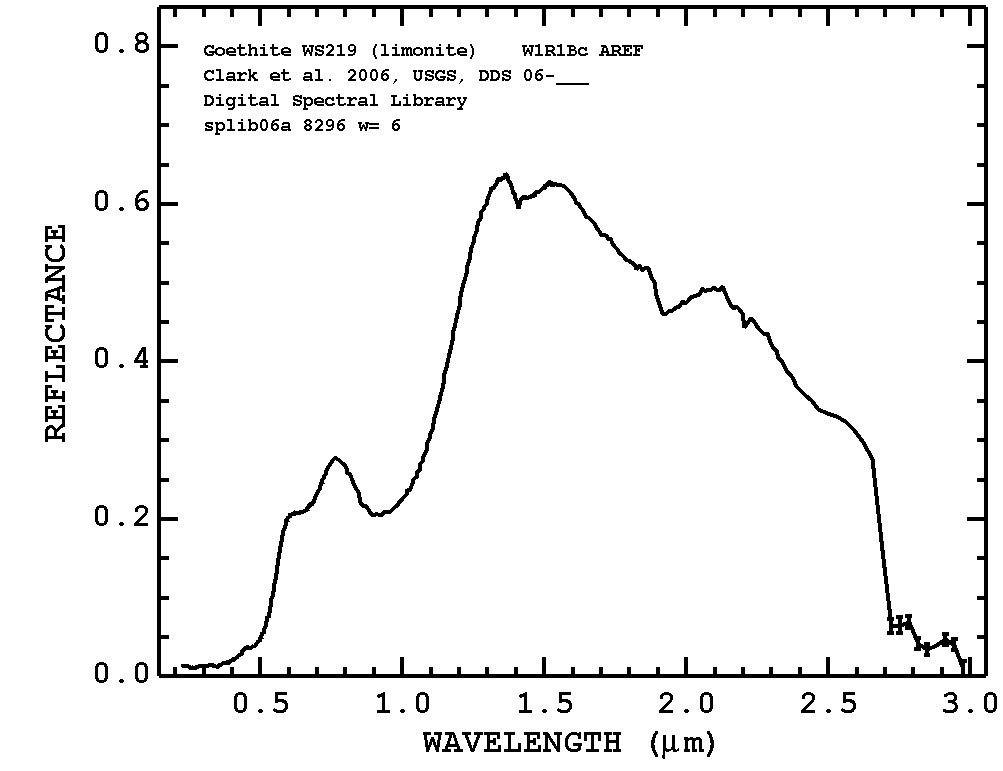 Goethite WS219 (limonite) W1R1Bc AREF
Clark et al. 2006, USGS, DDS 06-___
Digital Spectral Library
splib06a 8296 w= 6
0.8
0.6
0.4
0.2
0.0
REFLECTANCE
0.5 1.0 1.5 2.0 2.5 3.0
WAVELENGTH (μm)